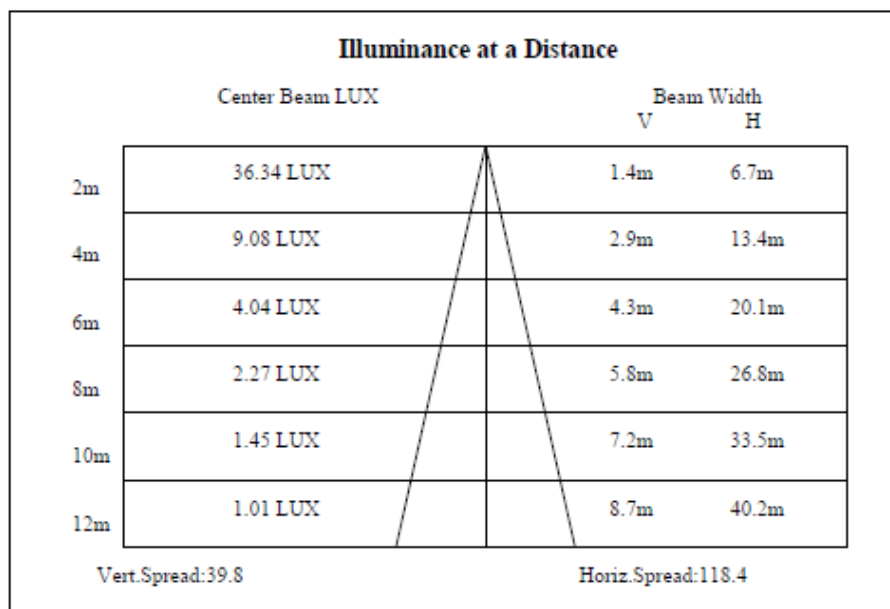 Illuminance at a Distance
Center Beam LUX Beam Width
V H
2m 36.34 LUX 1.4m 6.7m
4m 9.08 LUX 2.9m 13.4m
6m 4.04 LUX 4.3m 20.1m
8m 2.27 LUX 5.8m 26.8m
10m 1.45 LUX 7.2m 33.5m
12m 1.01 LUX 8.7m 40.2m
Vert.Spread:39.8 Horiz.Spread:118.4